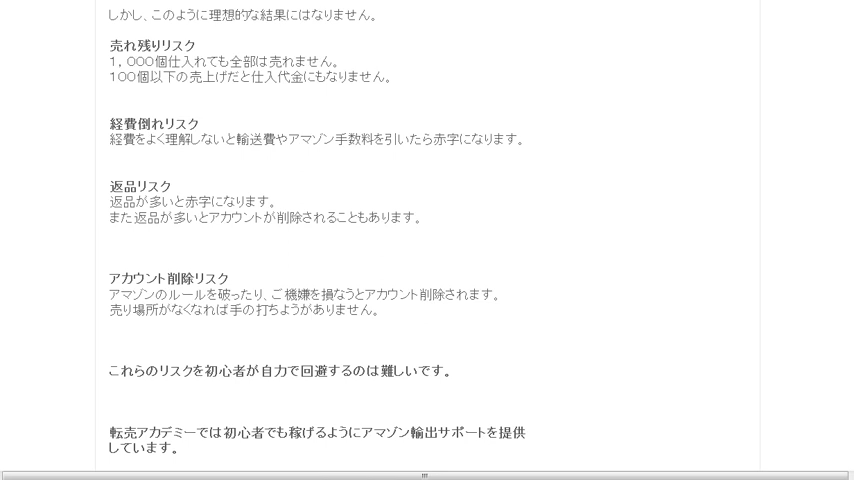 しかし、このように理想的な結果にはなりません。
売れ残りリスク
１，０００個仕入れても全部は売れません。
１００個以下の売上げだと仕入代金にもなりません。
経費倒れリスク
経費をよく理解しないと輸送費やアマゾン手数料を引いたら赤字になります。
返品リスク
返品が多いと赤字になります。
また返品が多いとアカウントが削除されることもあります。
アカウント削除リスク
アマゾンのルールを破ったり、ご機嫌を損なうとアカウント削除されます。
売り場所がなくなれば手の打ちようがありません。
これらのリスクを初心者が自力で回避するのは難しいです。
転売アカデミーでは初心者でも稼げるようにアマゾン輸出サポートを提供
しています。